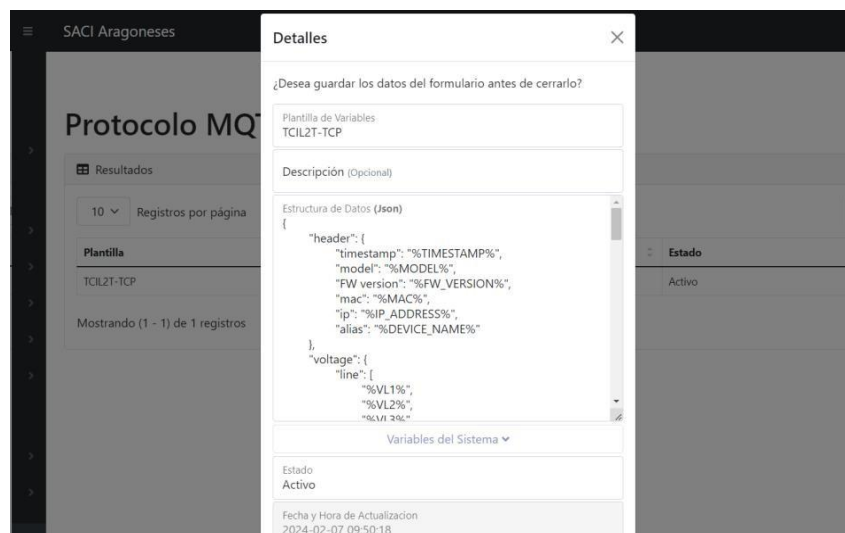 SACI Aragoneses
Detalles
¿Desea guardar los datos del formulario antes de cerrarlo?
Protocolo MQT
Plantilla de Variables
TCIL2T-TCP
Resultados
Descripción (Opcional)
10 Registros por página
Estructura de Datos (Json)
{
"header": {
"timestamp": "%TIMESTAMP%",
"model": "%MODEL%",
"FW version": "%FW_VERSION%",
"mac": "%MAC%",
"ip": "%IP_ADDRESS%",
"alias": "%DEVICE_NAME%"
},
"voltage": {
"line": [
"%VL1%",
"%VL2%",
"%VL3%"
Plantilla
Estado
TCIL2T-TCP
Activo
Mostrando (1 - 1) de 1 registros
Variables del Sistema
Estado
Activo
Fecha y Hora de Actualizacion
2024-02-07 09:50:18